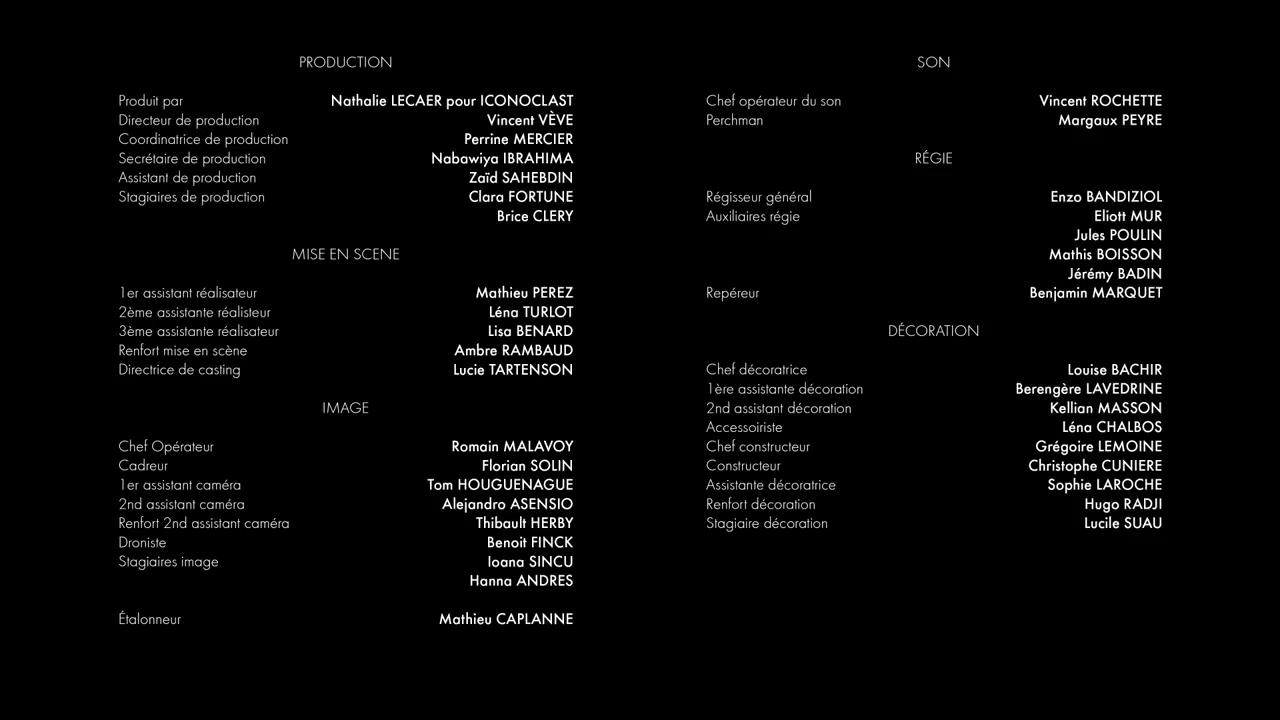 PRODUCTION
Produit par Nathalie LECAER pour ICONOCLAST
Directeur de production Vincent VÈVE
Coordinatrice de production Perrine MERCIER
Secrétaire de production Nabawiya IBRAHIMA
Assistant de production Zaïd SAHEBDIN
Stagiaires de production Clara FORTUNE
Brice CLERY
MISE EN SCENE
1er assistant réalisateur Mathieu PEREZ
2ème assistante réalisteur Léna TURLOT
3ème assistante réalisateur Lisa BENARD
Renfort mise en scène Ambre RAMBAUD
Directrice de casting Lucie TARTENSON
IMAGE
Chef Opérateur Romain MALAVOY
Cadreur Florian SOLIN
1er assistant caméra Tom HOUGUENAGUE
2nd assistant caméra Alejandro ASENSIO
Renfort 2nd assistant caméra Thibault HERBY
Droniste Benoit FINCK
Stagiaires image Ioana SINCU
Hanna ANDRES
Étalonneur Mathieu CAPLANNE
SON
Chef opérateur du son Vincent ROCHETTE
Perchman Margaux PEYRE
RÉGIE
Régisseur général Enzo BANDIZIOL
Auxiliaires régie Eliott MUR
Jules POULIN
Mathis BOISSON
Jérémy BADIN
Repéreur Benjamin MARQUET
DÉCORATION
Chef décoratrice Louise BACHIR
1ère assistante décoration Berengère LAVEDRINE
2nd assistant décoration Kellian MASSON
Accessoiriste Léna CHALBOS
Chef constructeur Grégoire LEMOINE
Constructeur Christophe CUNIERE
Assistante décoratrice Sophie LAROCHE
Renfort décoration Hugo RADJI
Stagiaire décoration Lucile SUAU